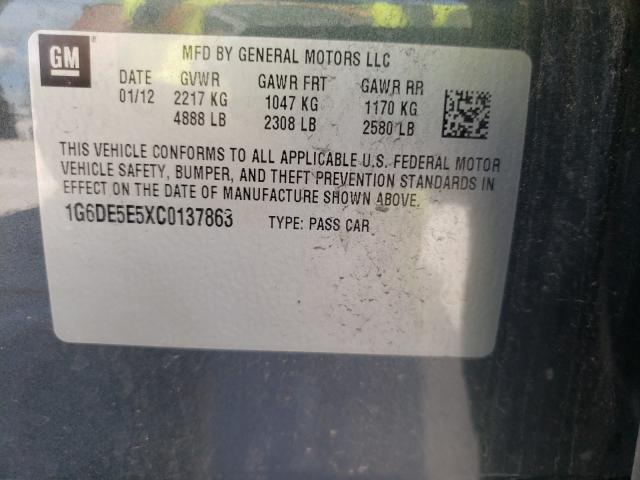 GM ® MFD BY GENERAL MOTORS LLC
DATE GVWR GAWR FRT GAWR RR
01/12 2217 KG 1047 KG 1170 KG
4888 LB 2308 LB 2580 LB
THIS VEHICLE CONFORMS TO ALL APPLICABLE U.S. FEDERAL MOTOR
VEHICLE SAFETY, BUMPER, AND THEFT PREVENTION STANDARDS IN
EFFECT ON THE DATE OF MANUFACTURE SHOWN ABOVE.
1G6DE5E5XC0137863 TYPE: PASS CAR